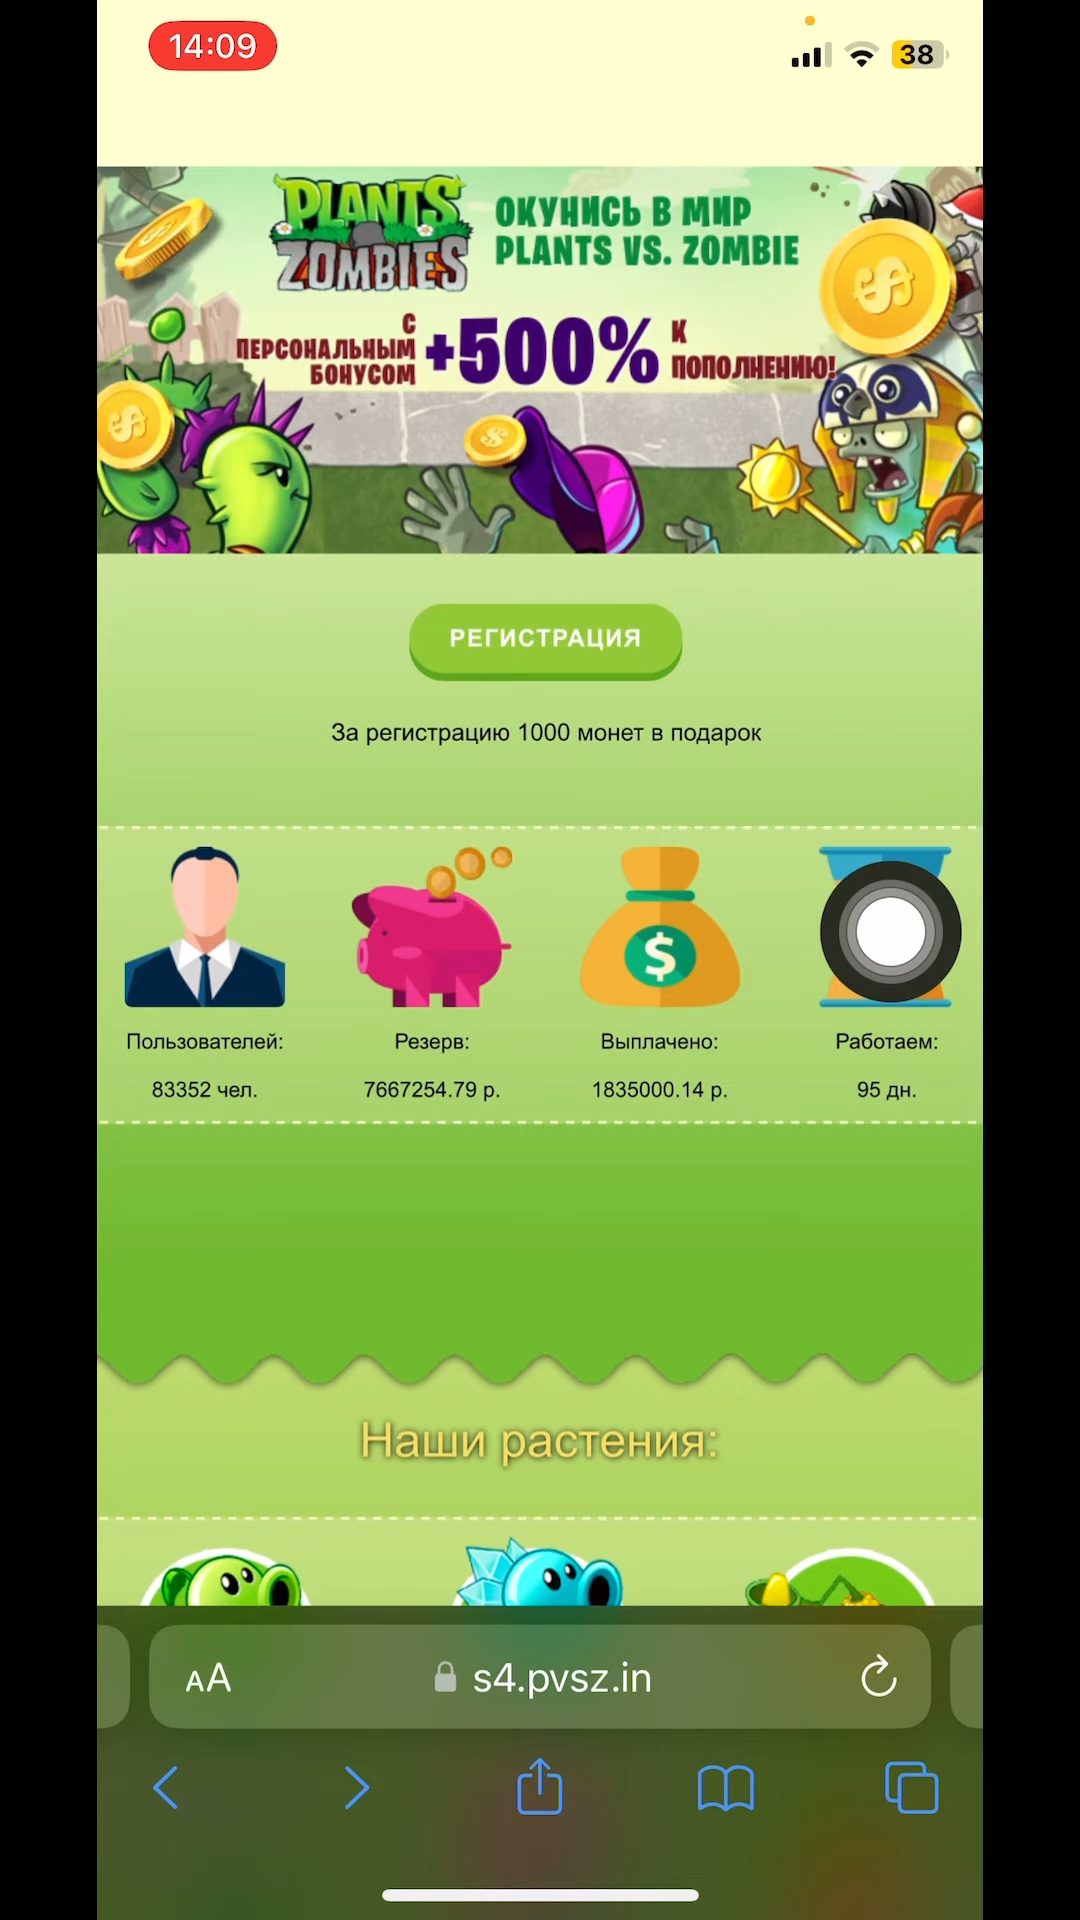 14:09
38
PLANTS
ZOMBIES
ОКУНИСЬ В МИР
PLANTS VS. ZOMBIE
С
ПЕРСОНАЛЬНЫМ
БОНУСОМ
+500%
К
ПОПОЛНЕНИЮ!
РЕГИСТРАЦИЯ
За регистрацию 1000 монет в подарок
Пользователей:
Резерв:
Выплачено:
Работаем:
83352 чел.
7667254.79 р.
1835000.14 р.
95 дн.
Наши растения:
AA
s4.pvsz.in